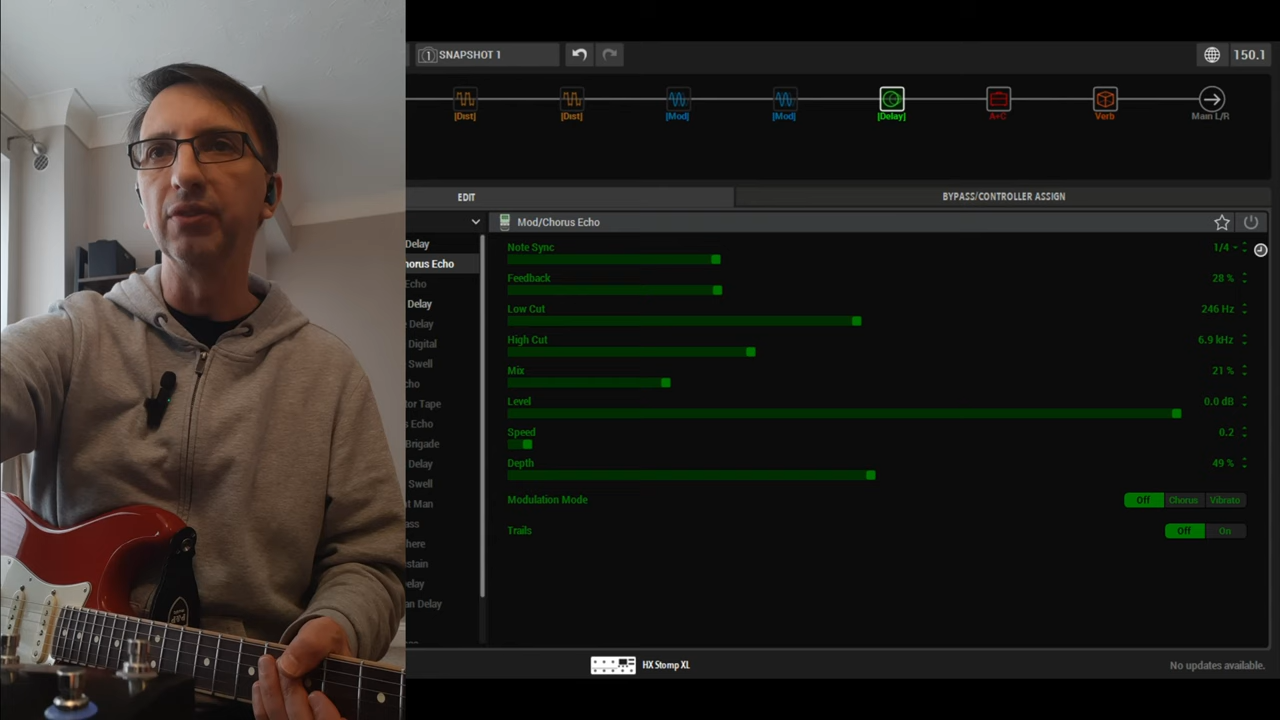 1 SNAPSHOT 1
150.1
|Dist| |Dist| |Mod| |Mod| |Delay| A+C Verb Main L/R
EDIT
BYPASS/CONTROLLER ASSIGN
Mod/Chorus Echo
Delay
horus Echo
Echo
Delay
Delay
Digital
Swell
cho
tor Tape
s Echo
Brigade
Delay
Swell
t Man
ass
here
stain
elay
an Delay
Note Sync 1/4
Feedback 28 %
Low Cut 246 Hz
High Cut 6.9 kHz
Mix 21 %
Level 0.0 dB
Speed 0.2
Depth 49 %
Modulation Mode Off Chorus Vibrato
Trails Off On
HX Stomp XL
No updates available.